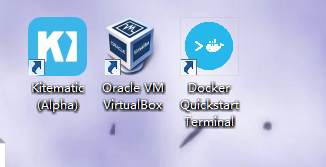 Kitematic
(Alpha)
Oracle VM
VirtualBox
Docker
Quickstart
Terminal